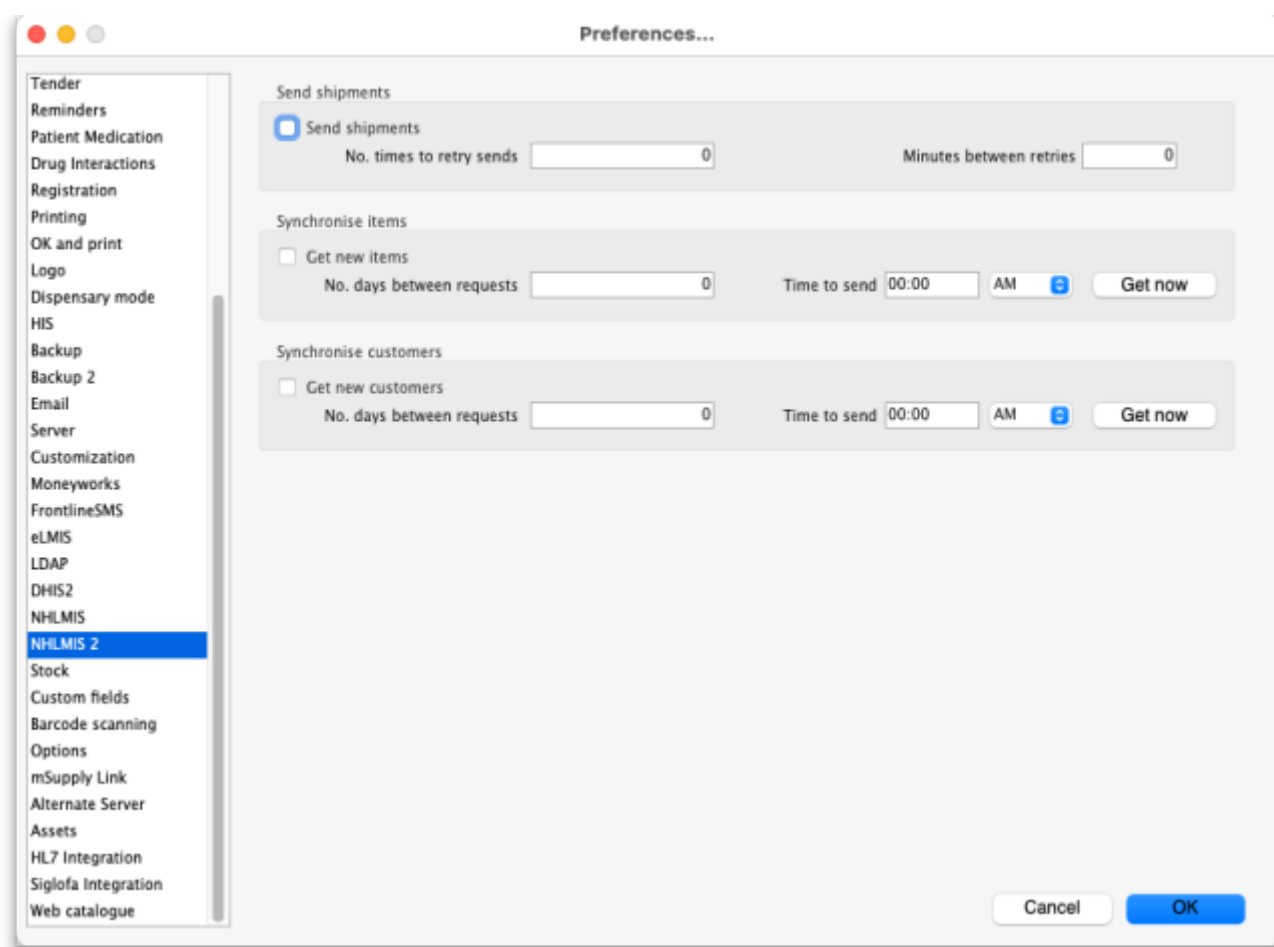 Preferences...
Tender
Reminders
Patient Medication
Drug Interactions
Registration
Printing
OK and print
Logo
Dispensary mode
HIS
Backup
Backup 2
Email
Server
Customization
Moneyworks
FrontlineSMS
eLMIS
LDAP
DHIS2
NHLMIS
NHLMIS 2
Stock
Custom fields
Barcode scanning
Options
mSupply Link
Alternate Server
Assets
HL7 Integration
Siglofa Integration
Web catalogue
Send shipments
Send shipments
No. times to retry sends 0 Minutes between retries 0
Synchronise items
Get new items
No. days between requests 0 Time to send 00:00 AM Get now
Synchronise customers
Get new customers
No. days between requests 0 Time to send 00:00 AM Get now
Cancel OK